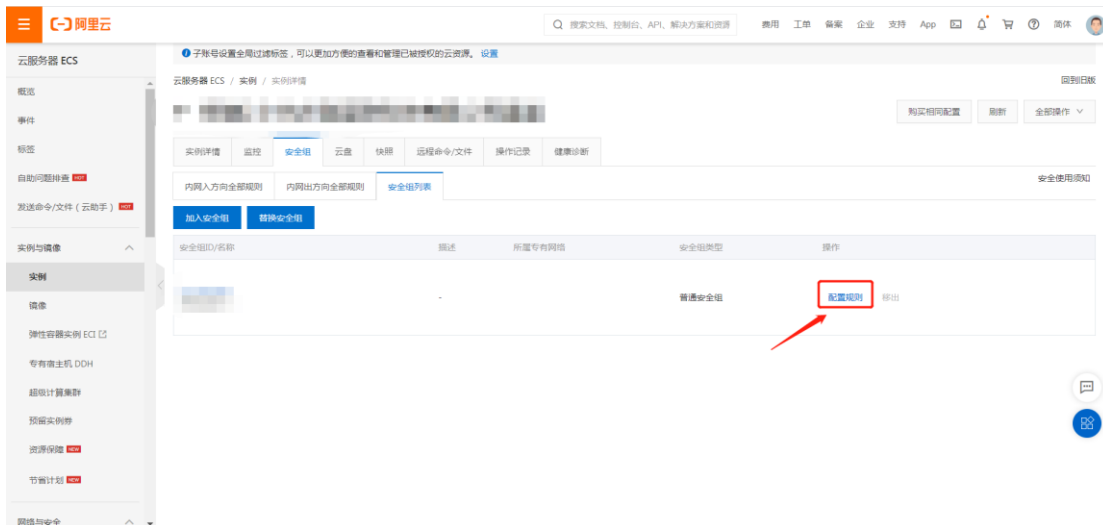 阿里云
搜索文档、控制台、API、解决方案和资源
费用 工单 备案 企业 支持 App 简体
云服务器 ECS
子账号设置全局过滤标签，可以更加方便的查看和管理已被授权的云资源。 设置
概览
事件
标签
自助问题排查 HOT
发送命令/文件（云助手） HOT
实例与镜像
实例
镜像
弹性容器实例 ECI
专有宿主机 DDH
超级计算集群
预留实例券
资源保障 NEW
节省计划 NEW
网络与安全
云服务器 ECS / 实例 / 实例详情
回到旧版
购买相同配置 刷新 全部操作
实例详情 监控 安全组 云盘 快照 远程命令/文件 操作记录 健康诊断
内网入方向全部规则 内网出方向全部规则 安全组列表
安全使用须知
加入安全组 替换安全组
安全组ID/名称 描述 所属专有网络 安全组类型 操作
- 普通安全组 配置规则 移出